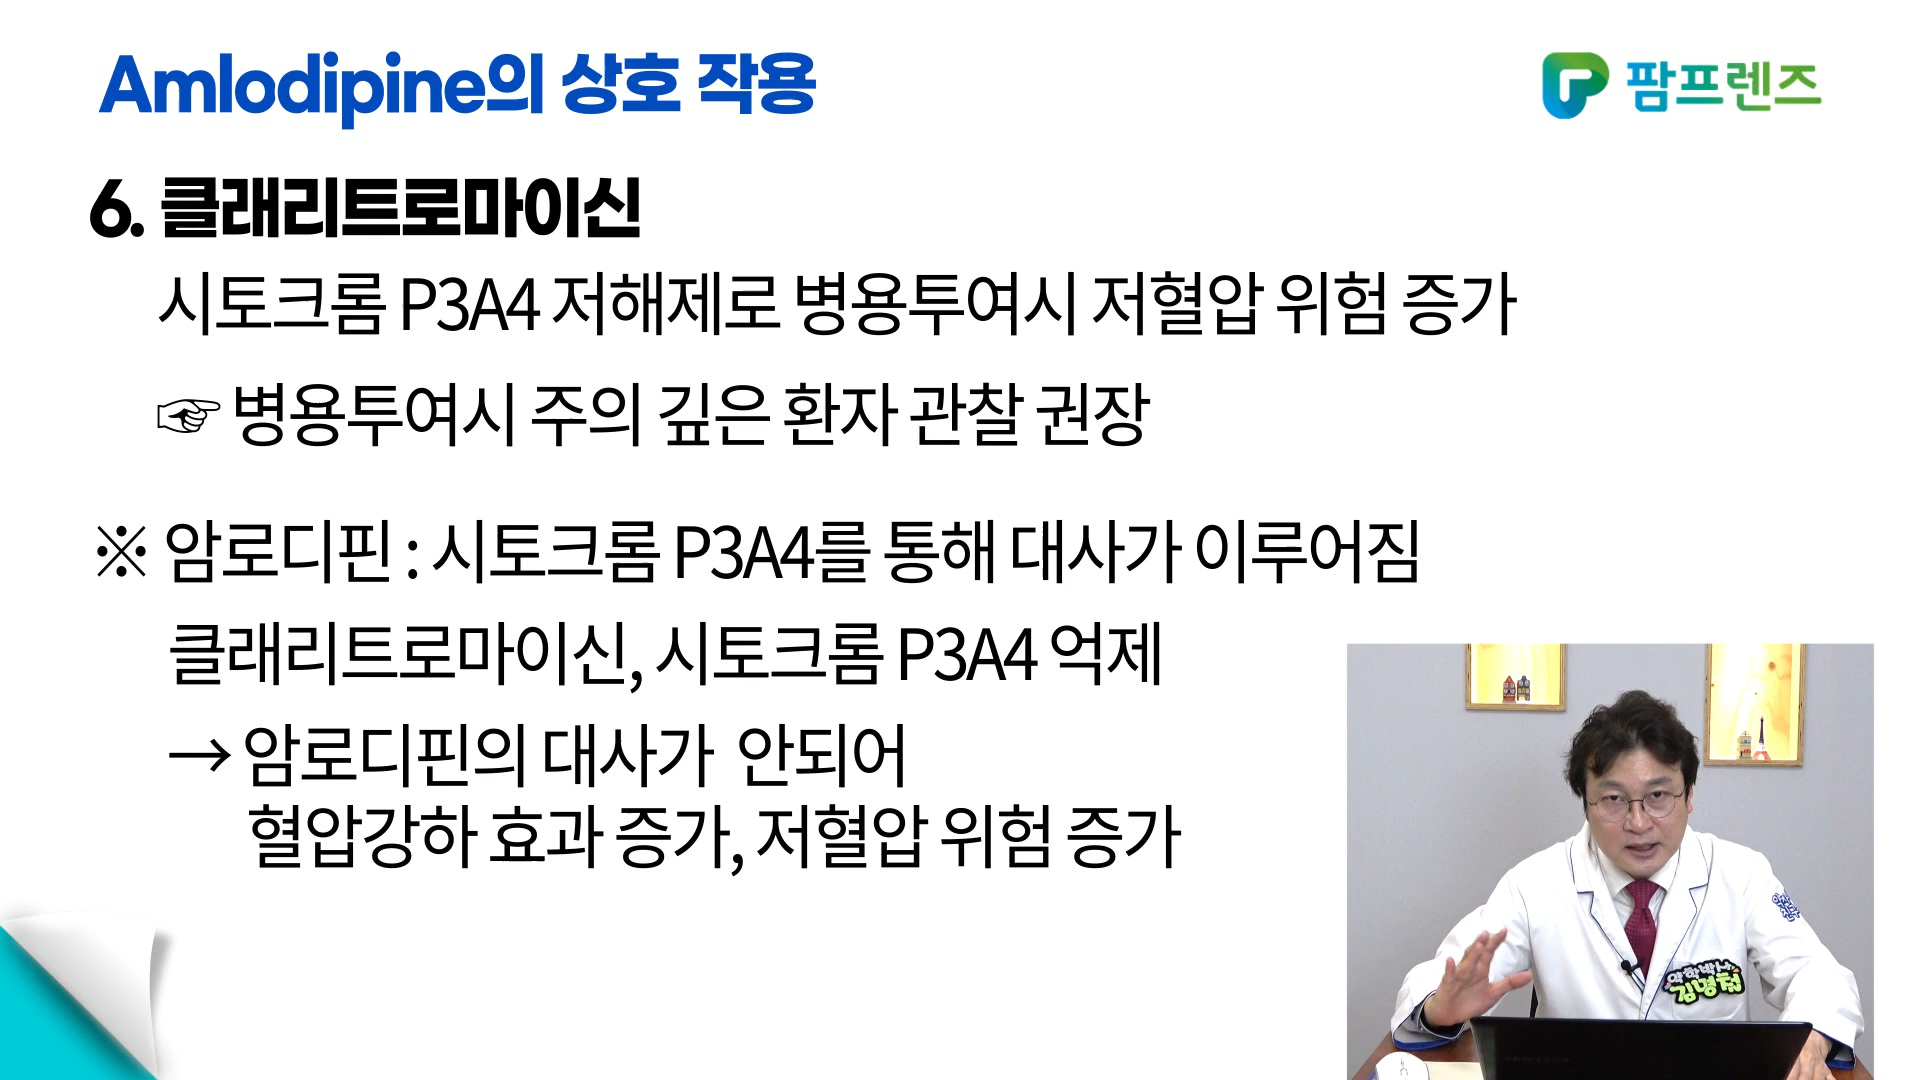 Amlodipine의 상호 작용
팜프렌즈
6. 클래리트로마이신
시토크롬 P3A4 저해제로 병용투여시 저혈압 위험 증가
☞ 병용투여시 주의 깊은 환자 관찰 권장
※ 암로디핀 : 시토크롬 P3A4를 통해 대사가 이루어짐
클래리트로마이신, 시토크롬 P3A4 억제
→ 암로디핀의 대사가 안되어
혈압강하 효과 증가, 저혈압 위험 증가